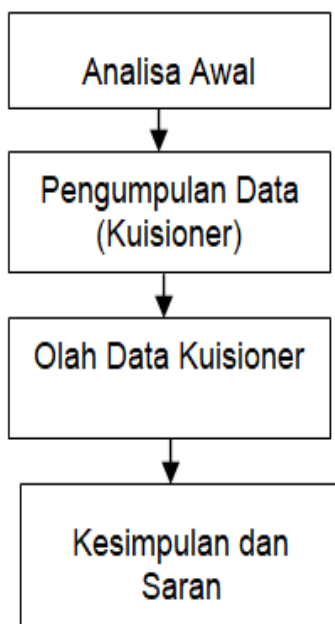 Analisa Awal
Pengumpulan Data
(Kuisioner)
Olah Data Kuisioner
Kesimpulan dan
Saran